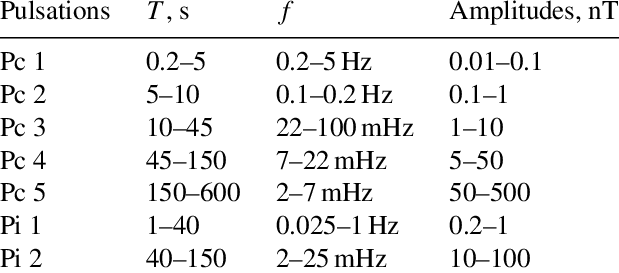 Pulsations T, s f Amplitudes, nT
Pc 1 0.2–5 0.2–5 Hz 0.01–0.1
Pc 2 5–10 0.1–0.2 Hz 0.1–1
Pc 3 10–45 22–100 mHz 1–10
Pc 4 45–150 7–22 mHz 5–50
Pc 5 150–600 2–7 mHz 50–500
Pi 1 1–40 0.025–1 Hz 0.2–1
Pi 2 40–150 2–25 mHz 10–100